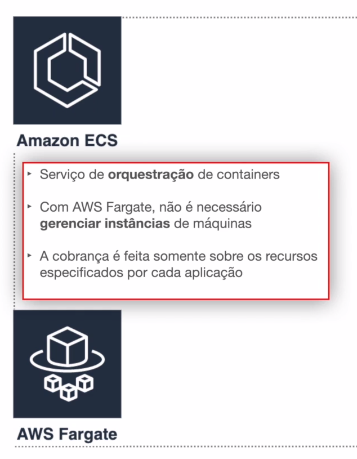 Amazon ECS
‣ Serviço de orquestração de containers
‣ Com AWS Fargate, não é necessário
gerenciar instâncias de máquinas
‣ A cobrança é feita somente sobre os recursos
especificados por cada aplicação
AWS Fargate